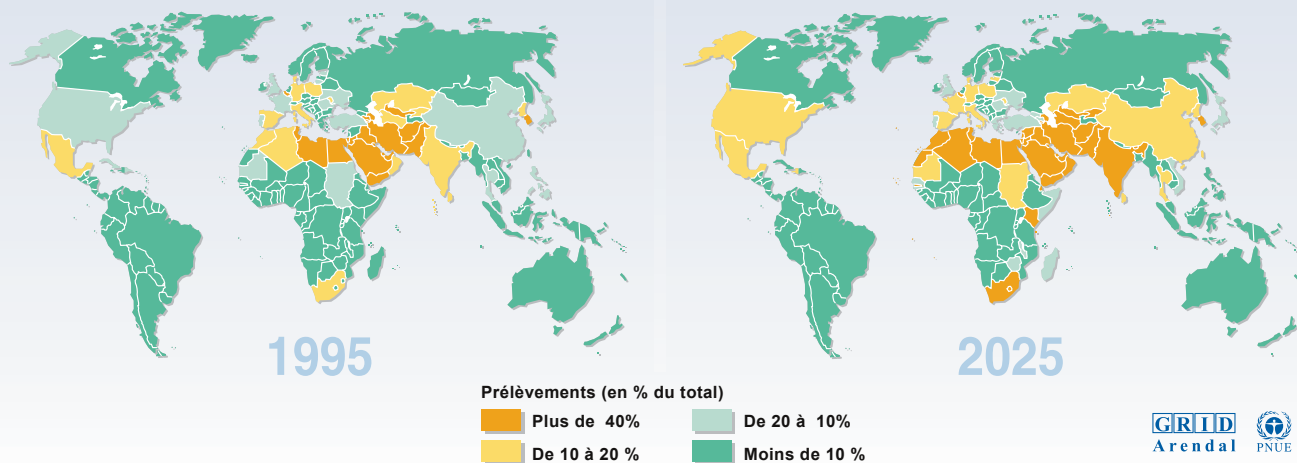 1995
2025
Prélèvements (en % du total)
Plus de 40%
De 20 à 10%
De 10 à 20 %
Moins de 10 %
GRID
Arendal
PNUE